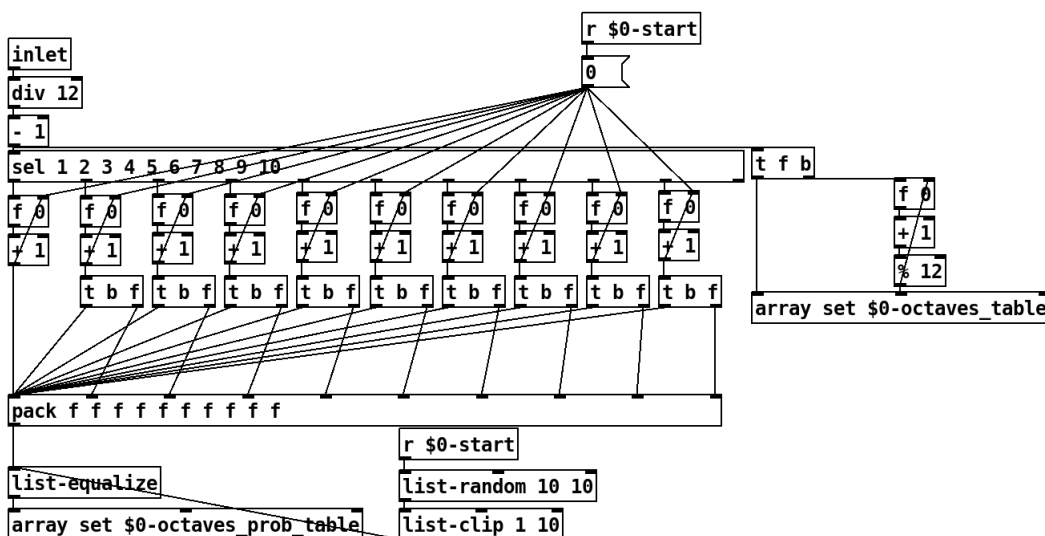 r $0-start
inlet
0
div 12
- 1
sel 1 2 3 4 5 6 7 8 9 10
t f b
f 0
f 0
f 0
f 0
f 0
f 0
f 0
f 0
f 0
f 0
f 0
+ 1
+ 1
+ 1
+ 1
+ 1
+ 1
+ 1
+ 1
+ 1
+ 1
+ 1
% 12
t b f
t b f
t b f
t b f
t b f
t b f
t b f
t b f
t b f
array set $0-octaves_table
pack f f f f f f f f f f
r $0-start
list-equalize
list-random 10 10
array set $0-octaves_prob_table
list-clip 1 10